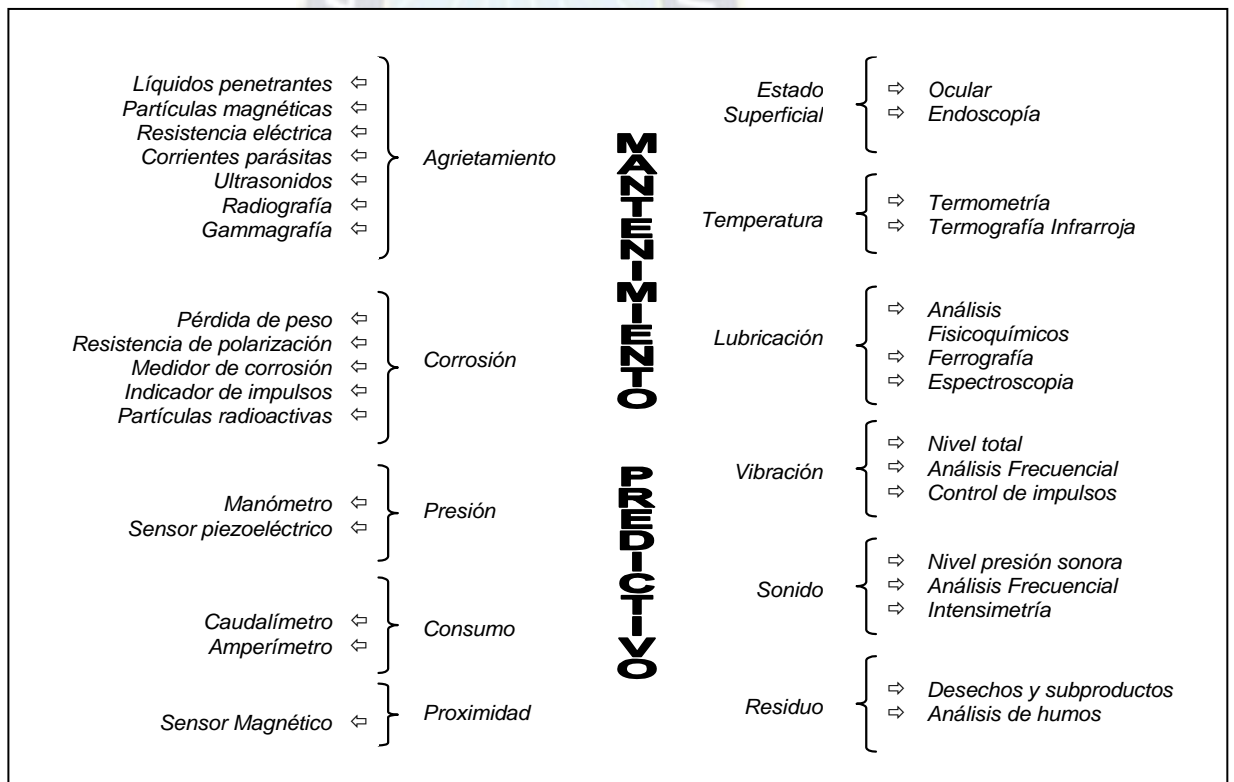 Líquidos penetrantes ⇦
Partículas magnéticas ⇦
Resistencia eléctrica ⇦
Corrientes parásitas ⇦
Ultrasonidos ⇦
Radiografía ⇦
Gammagrafía ⇦
Agrietamiento
Pérdida de peso ⇦
Resistencia de polarización ⇦
Medidor de corrosión ⇦
Indicador de impulsos ⇦
Partículas radioactivas ⇦
Corrosión
Manómetro ⇦
Sensor piezoeléctrico ⇦
Presión
Caudalímetro ⇦
Amperímetro ⇦
Consumo
Sensor Magnético ⇦
Proximidad
MANTENIMIENTO
PREDICTIVO
Estado
Superficial
⇨ Ocular
⇨ Endoscopía
Temperatura
⇨ Termometría
⇨ Termografía Infrarroja
Lubricación
⇨ Análisis
Fisicoquímicos
⇨ Ferrografía
⇨ Espectroscopia
Vibración
⇨ Nivel total
⇨ Análisis Frecuencial
⇨ Control de impulsos
Sonido
⇨ Nivel presión sonora
⇨ Análisis Frecuencial
⇨ Intensimetría
Residuo
⇨ Desechos y subproductos
⇨ Análisis de humos